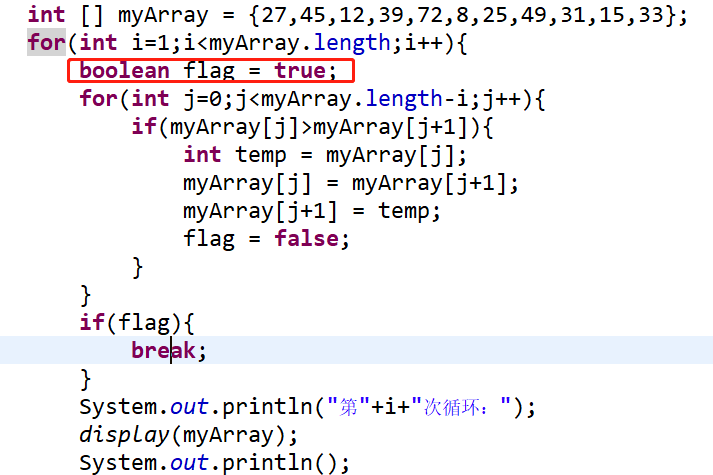 int [] myArray = {27,45,12,39,72,8,25,49,31,15,33};
for(int i=1;i<myArray.length;i++){
boolean flag = true;
for(int j=0;j<myArray.length-i;j++){
if(myArray[j]>myArray[j+1]){
int temp = myArray[j];
myArray[j] = myArray[j+1];
myArray[j+1] = temp;
flag = false;
}
}
if(flag){
break;
}
System.out.println("第"+i+"次循环：");
display(myArray);
System.out.println();